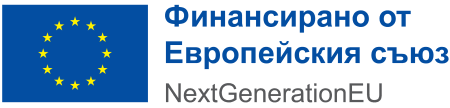 Финансирано от
Европейския съюз
NextGenerationEU